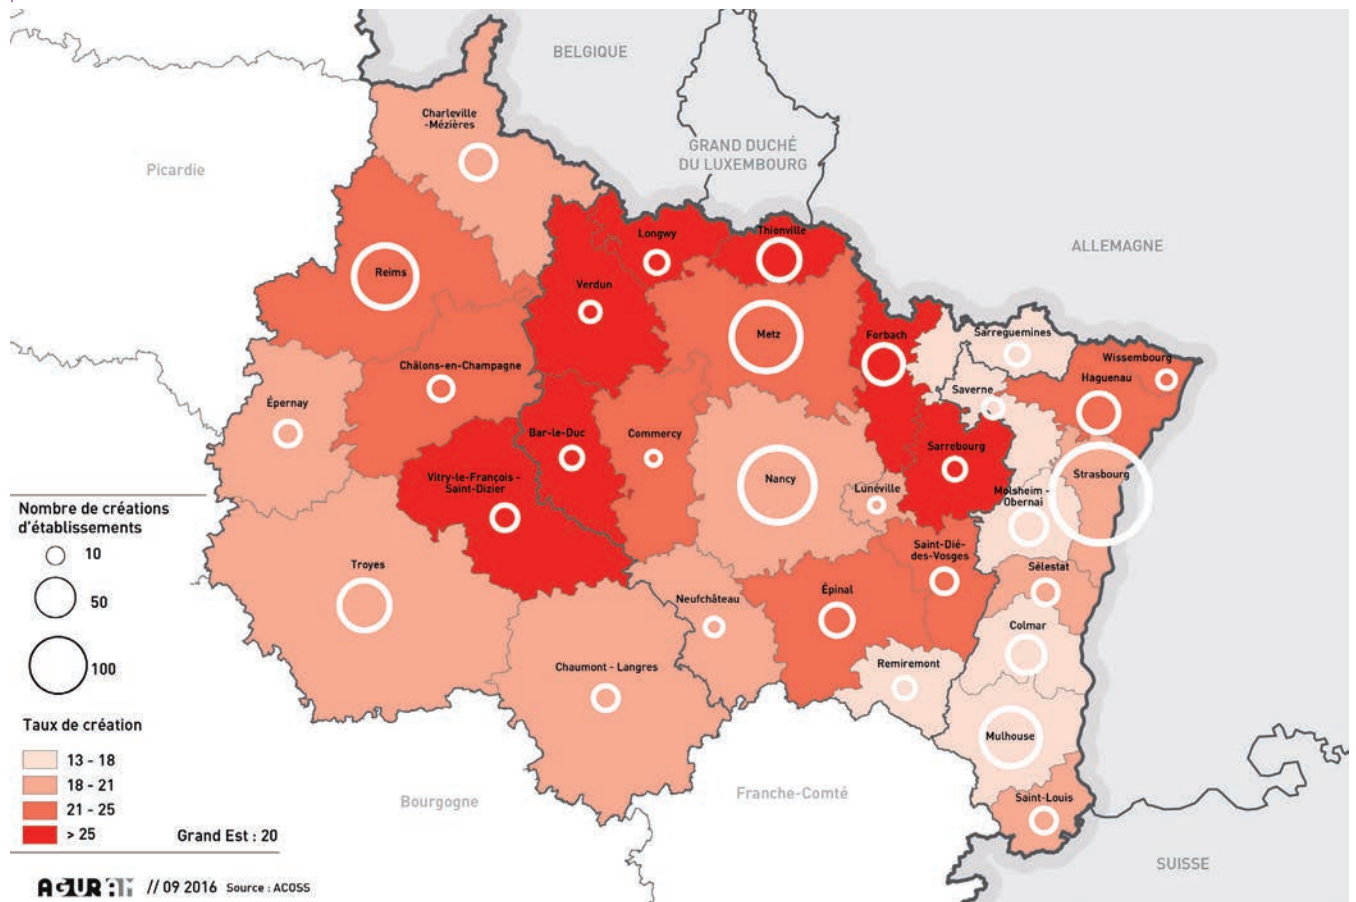 BELGIQUE
GRAND DUCHÉ
DU LUXEMBOURG
ALLEMAGNE
Picardie
Charleville
-Mézières
Longwy
Thionville
Reims
Verdun
Metz
Forbach
Sarreguemines
Wissembourg
Haguenau
Saverne
Châlons-en-Champagne
Épernay
Bar-le-Duc
Commercy
Sarrebourg
Vitry-le-François -
Saint-Dizier
Nancy
Lunéville
Strasbourg
Molsheim -
Obernai
Saint-Dié-
des-Vosges
Sélestat
Troyes
Épinal
Neufchâteau
Colmar
Chaumont - Langres
Remiremont
Mulhouse
Saint-Louis
Bourgogne
Franche-Comté
SUISSE
Nombre de créations
d'établissements
10
50
100
Taux de création
13 - 18
18 - 21
21 - 25
> 25
Grand Est : 20
AGUR // 09 2016 Source : ACOSS